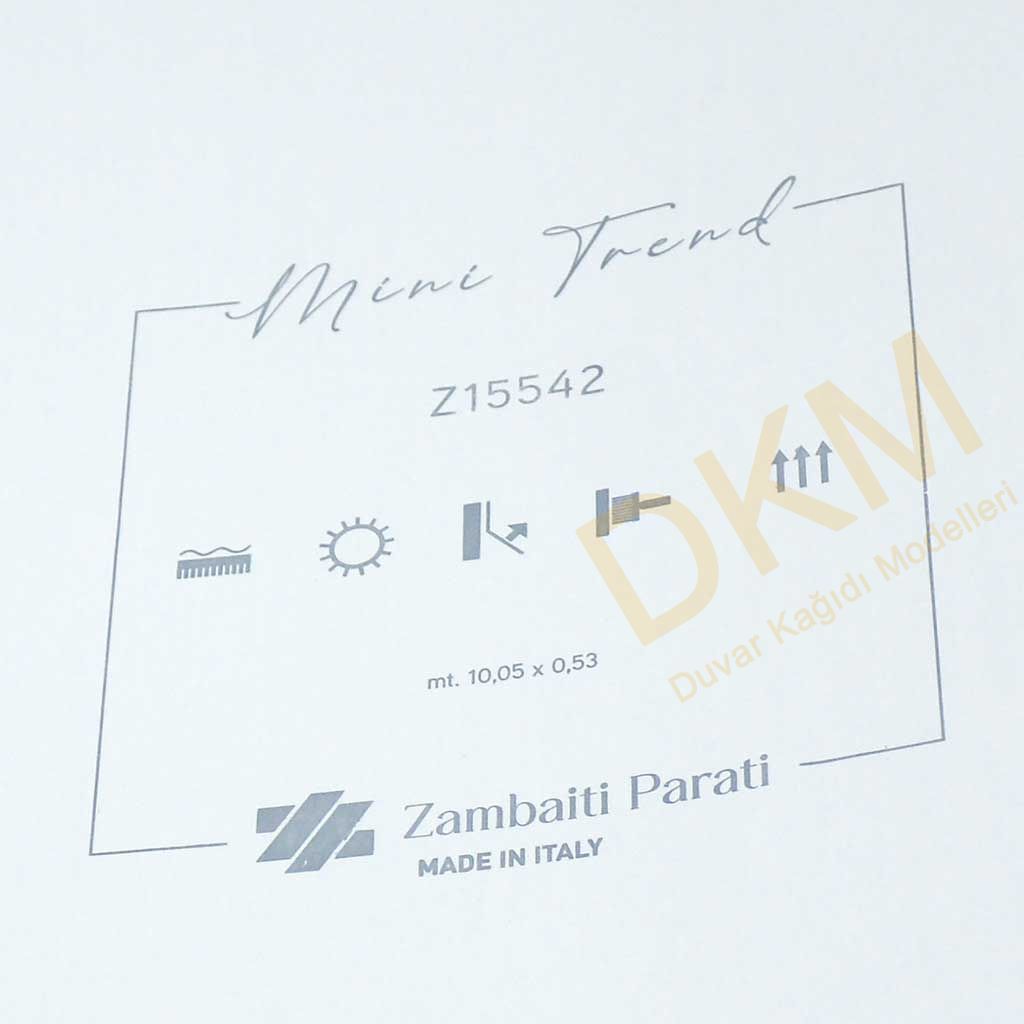 Mini Trend
Z15542
mt. 10,05 x 0,53
Zambaiti Parati
MADE IN ITALY
DKM
Duvar Kağıdı Modelleri